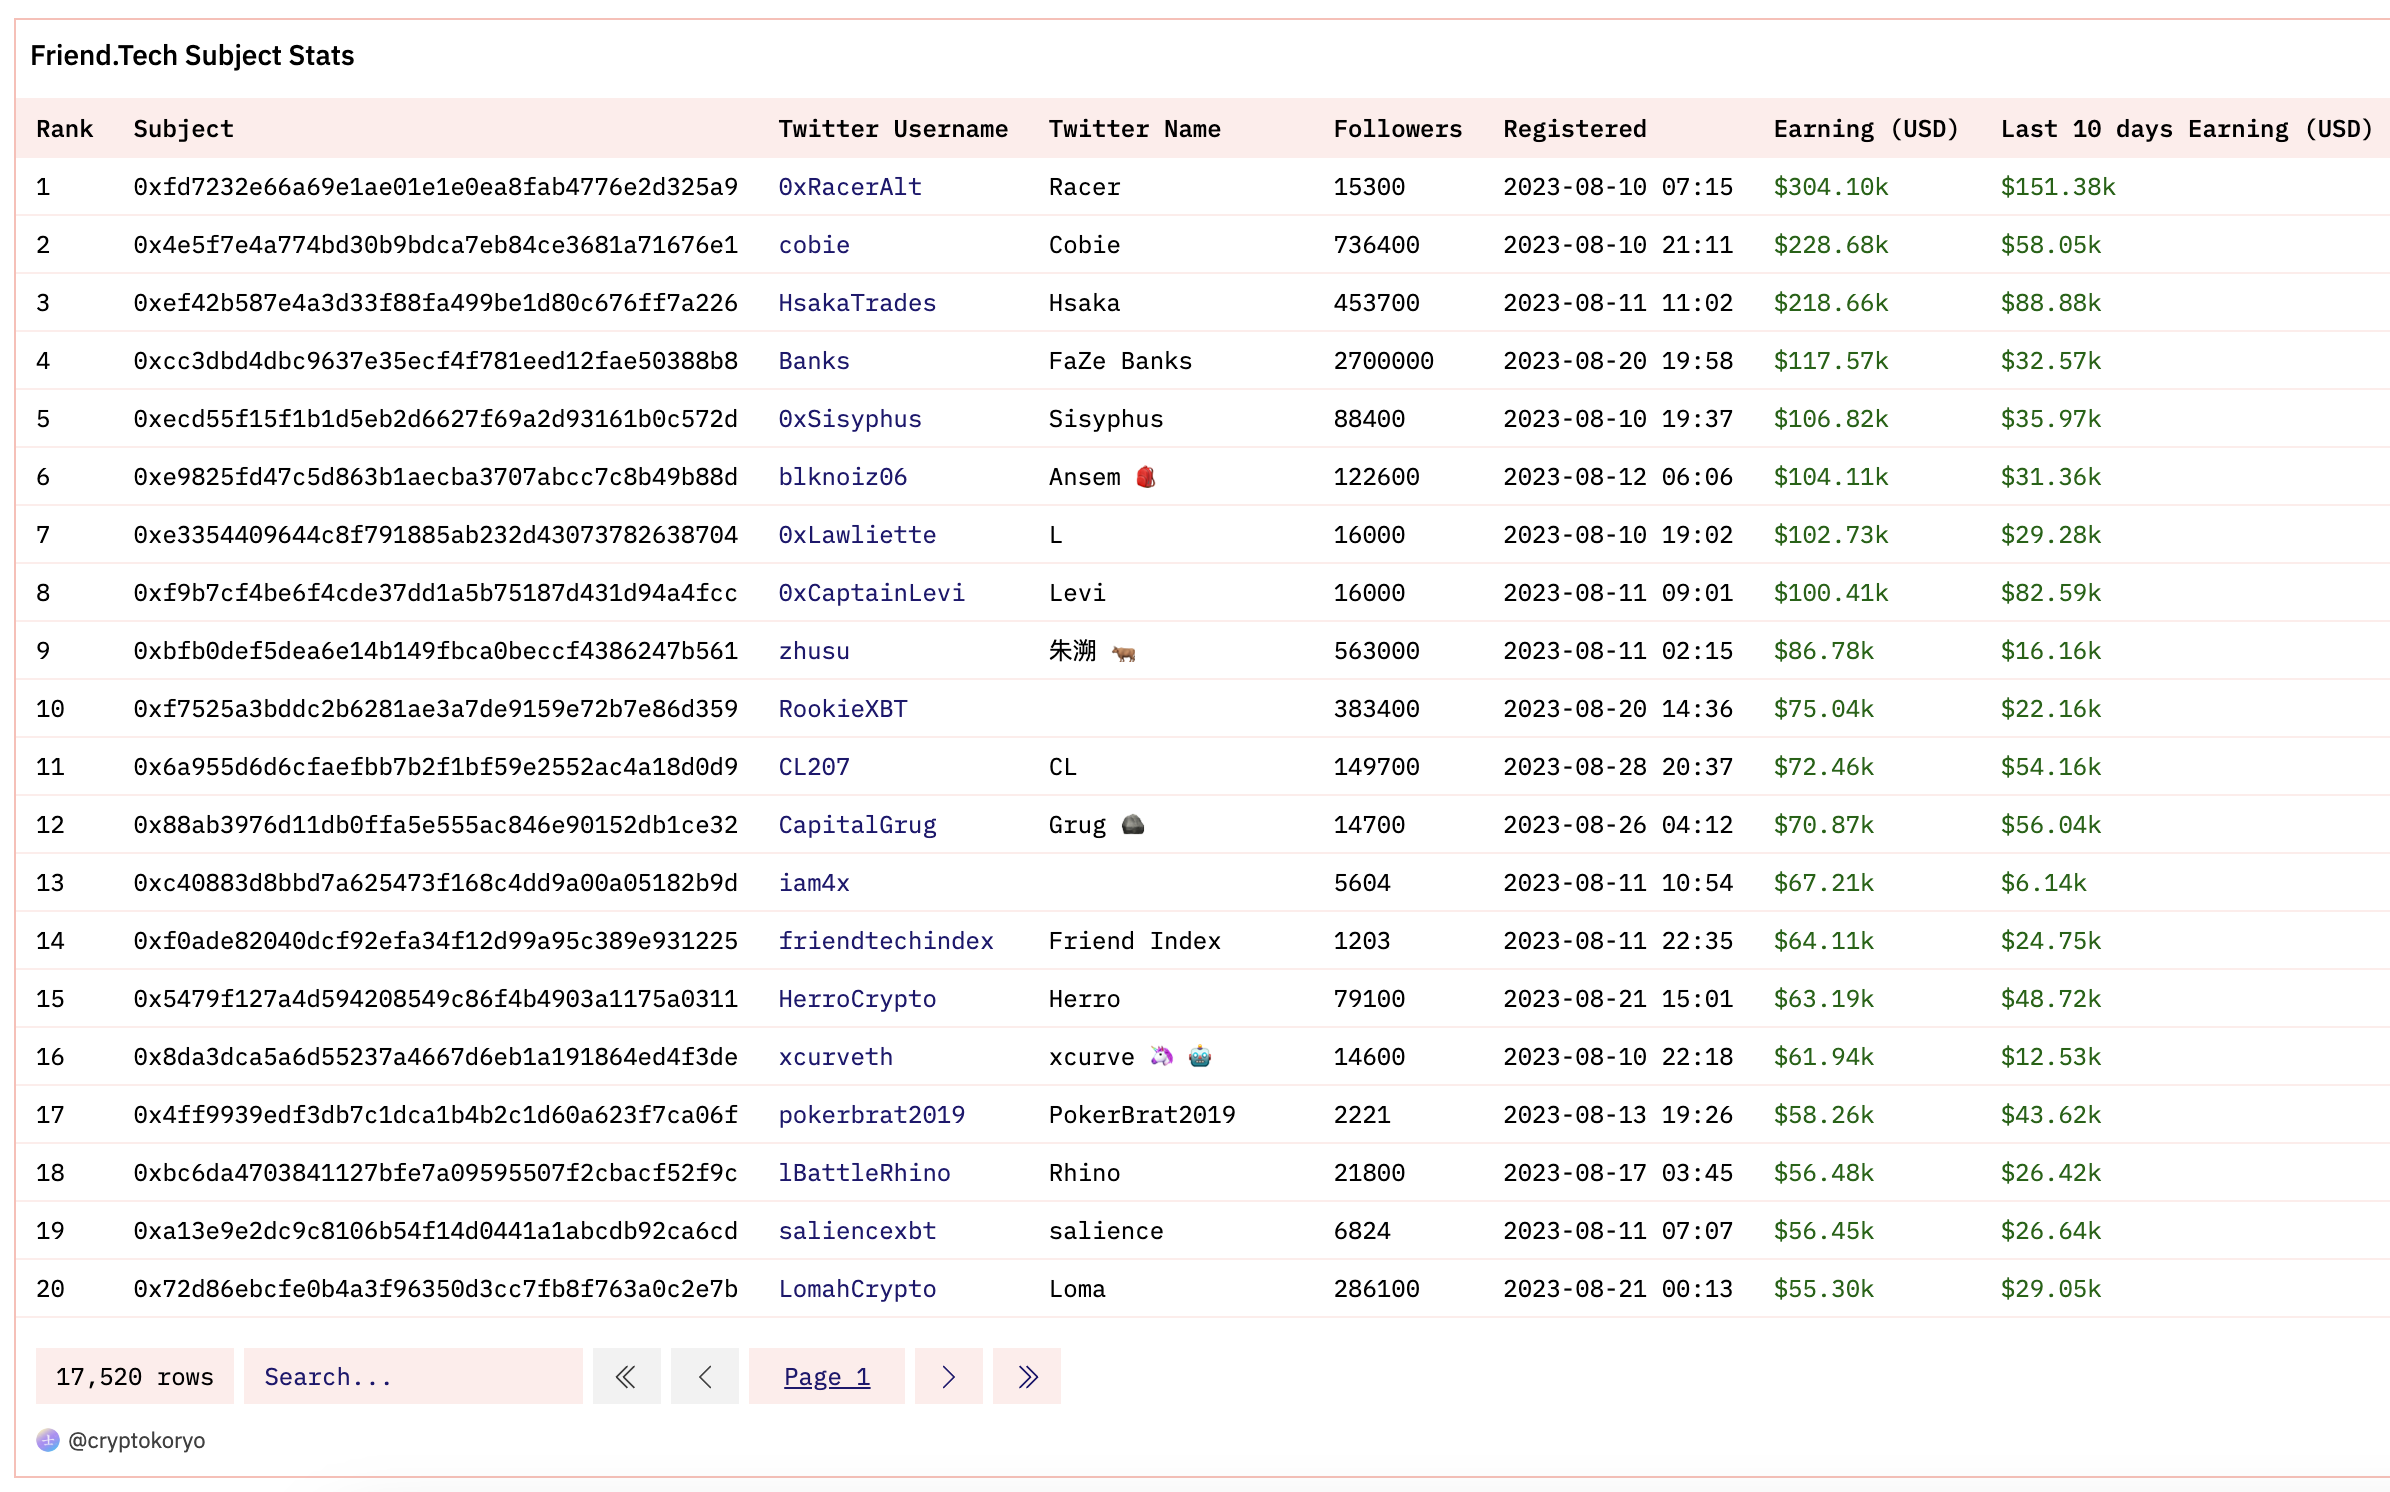 Friend.Tech Subject Stats
Rank Subject Twitter Username Twitter Name Followers Registered Earning (USD) Last 10 days Earning (USD)
1 0xfd7232e66a69e1ae01e1e0ea8fab4776e2d325a9 0xRacerAlt Racer 15300 2023-08-10 07:15 $304.10k $151.38k
2 0x4e5f7e4a774bd30b9bdca7eb84ce3681a71676e1 cobie Cobie 736400 2023-08-10 21:11 $228.68k $58.05k
3 0xef42b587e4a3d33f88fa499be1d80c676ff7a226 HsakaTrades Hsaka 453700 2023-08-11 11:02 $218.66k $88.88k
4 0xcc3dbd4dbc9637e35ecf4f781eed12fae50388b8 Banks FaZe Banks 2700000 2023-08-20 19:58 $117.57k $32.57k
5 0xecd55f15f1b1d5eb2d6627f69a2d93161b0c572d 0xSisyphus Sisyphus 88400 2023-08-10 19:37 $106.82k $35.97k
6 0xe9825fd47c5d863b1aecba3707abcc7c8b49b88d blknoiz06 Ansem 🎒 122600 2023-08-12 06:06 $104.11k $31.36k
7 0xe3354409644c8f791885ab232d43073782638704 0xLawliette L 16000 2023-08-10 19:02 $102.73k $29.28k
8 0xf9b7cf4be6f4cde37dd1a5b75187d431d94a4fcc 0xCaptainLevi Levi 16000 2023-08-11 09:01 $100.41k $82.59k
9 0xbfb0def5dea6e14b149fbca0beccf4386247b561 zhusu 朱溯 🐂 563000 2023-08-11 02:15 $86.78k $16.16k
10 0xf7525a3bddc2b6281ae3a7de9159e72b7e86d359 RookieXBT 383400 2023-08-20 14:36 $75.04k $22.16k
11 0x6a955d6d6cfaefbb7b2f1bf59e2552ac4a18d0d9 CL207 CL 149700 2023-08-28 20:37 $72.46k $54.16k
12 0x88ab3976d11db0ffa5e555ac846e90152db1ce32 CapitalGrug Grug 🪨 14700 2023-08-26 04:12 $70.87k $56.04k
13 0xc40883d8bbd7a625473f168c4dd9a00a05182b9d iam4x 5604 2023-08-11 10:54 $67.21k $6.14k
14 0xf0ade82040dcf92efa34f12d99a95c389e931225 friendtechindex Friend Index 1203 2023-08-11 22:35 $64.11k $24.75k
15 0x5479f127a4d594208549c86f4b4903a1175a0311 HerroCrypto Herro 79100 2023-08-21 15:01 $63.19k $48.72k
16 0x8da3dca5a6d55237a4667d6eb1a191864ed4f3de xcurveth xcurve 🦄 🤖 14600 2023-08-10 22:18 $61.94k $12.53k
17 0x4ff9939edf3db7c1dca1b4b2c1d60a623f7ca06f pokerbrat2019 PokerBrat2019 2221 2023-08-13 19:26 $58.26k $43.62k
18 0xbc6da4703841127bfe7a09595507f2cbacf52f9c lBattleRhino Rhino 21800 2023-08-17 03:45 $56.48k $26.42k
19 0xa13e9e2dc9c8106b54f14d0441a1abcdb92ca6cd saliencexbt salience 6824 2023-08-11 07:07 $56.45k $26.64k
20 0x72d86ebcfe0b4a3f96350d3cc7fb8f763a0c2e7b LomahCrypto Loma 286100 2023-08-21 00:13 $55.30k $29.05k
17,520 rows Search... Page 1
@cryptokoryo